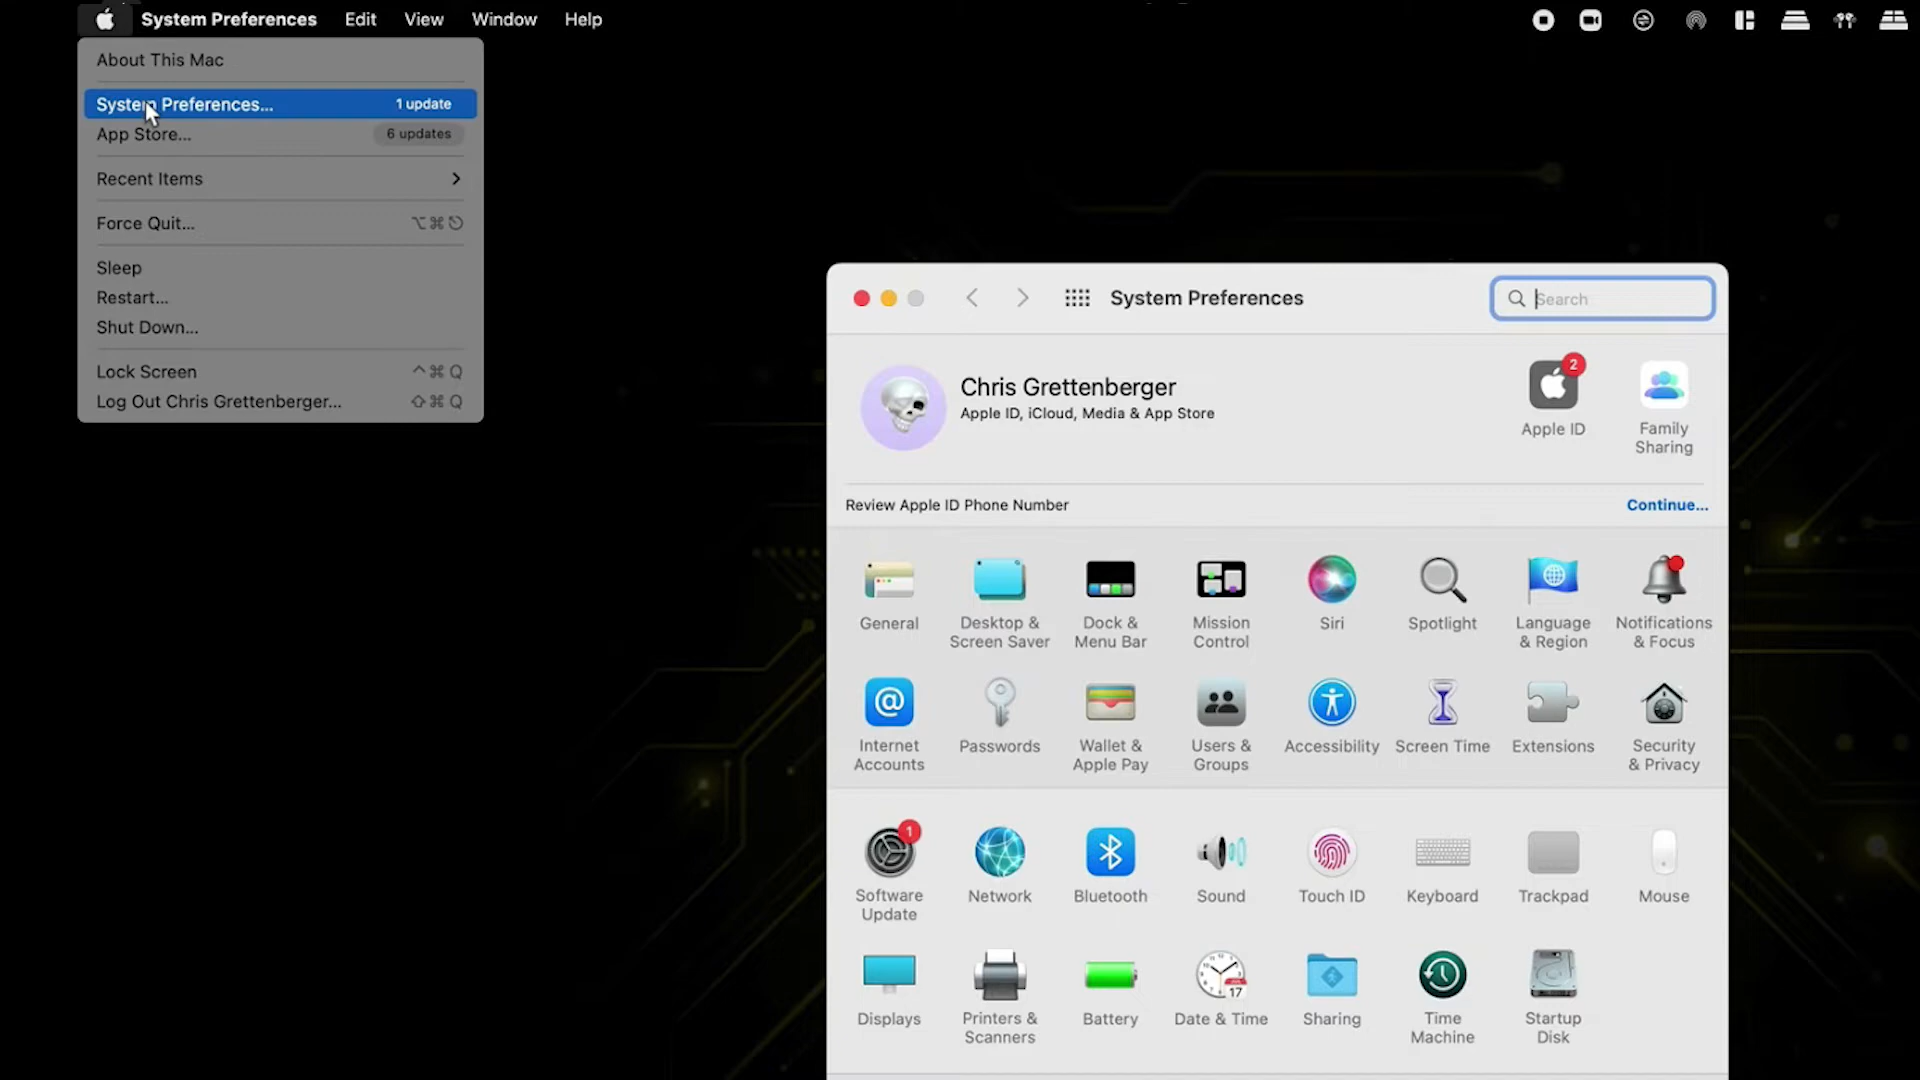 System Preferences Edit View Window Help
About This Mac
System Preferences... 1 update
App Store... 6 updates
Recent Items
Force Quit... ⌥⌘⎋
Sleep
Restart...
Shut Down...
Lock Screen ^⌘Q
Log Out Chris Grettenberger... ⇧⌘Q
System Preferences
Search
Chris Grettenberger
Apple ID, iCloud, Media & App Store
2
Apple ID
Family
Sharing
Review Apple ID Phone Number Continue...
General
Desktop &
Screen Saver
Dock &
Menu Bar
Mission
Control
Siri
Spotlight
Language
& Region
Notifications
& Focus
Internet
Accounts
Passwords
Wallet &
Apple Pay
Users &
Groups
Accessibility
Screen Time
Extensions
Security
& Privacy
1
Software
Update
Network
Bluetooth
Sound
Touch ID
Keyboard
Trackpad
Mouse
Displays
Printers &
Scanners
Battery
17
Date & Time
Sharing
Time
Machine
Startup
Disk